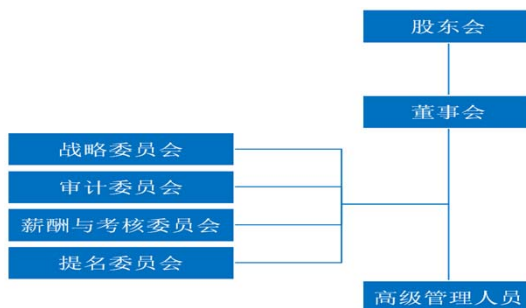 股东会
董事会
战略委员会
审计委员会
薪酬与考核委员会
提名委员会
高级管理人员